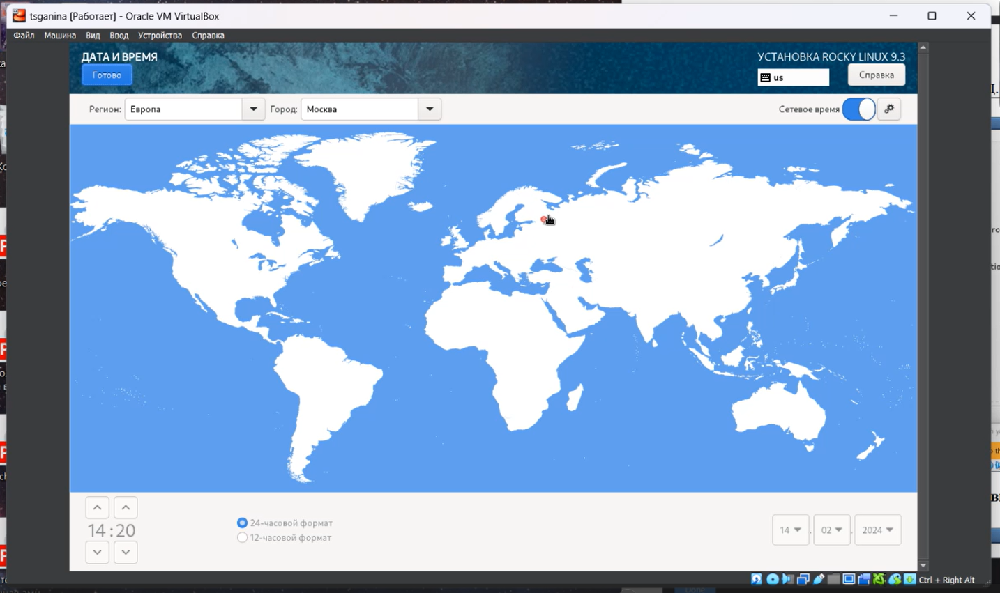 tsganina [Работает] - Oracle VM VirtualBox
Файл Машина Вид Ввод Устройства Справка
ДАТА И ВРЕМЯ
УСТАНОВКА ROCKY LINUX 9.3
Готово
us
Справка
Регион: Европа Город: Москва Сетевое время
14:20
24-часовой формат
12-часовой формат
14 . 02 . 2024
Ctrl + Right Alt